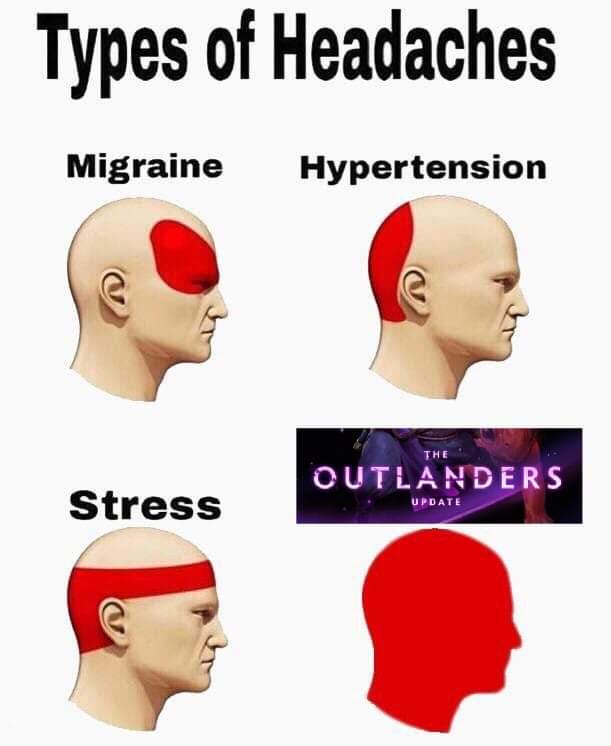 Types of Headaches
Migraine
Hypertension
Stress
THE
OUTLANDERS
UPDATE